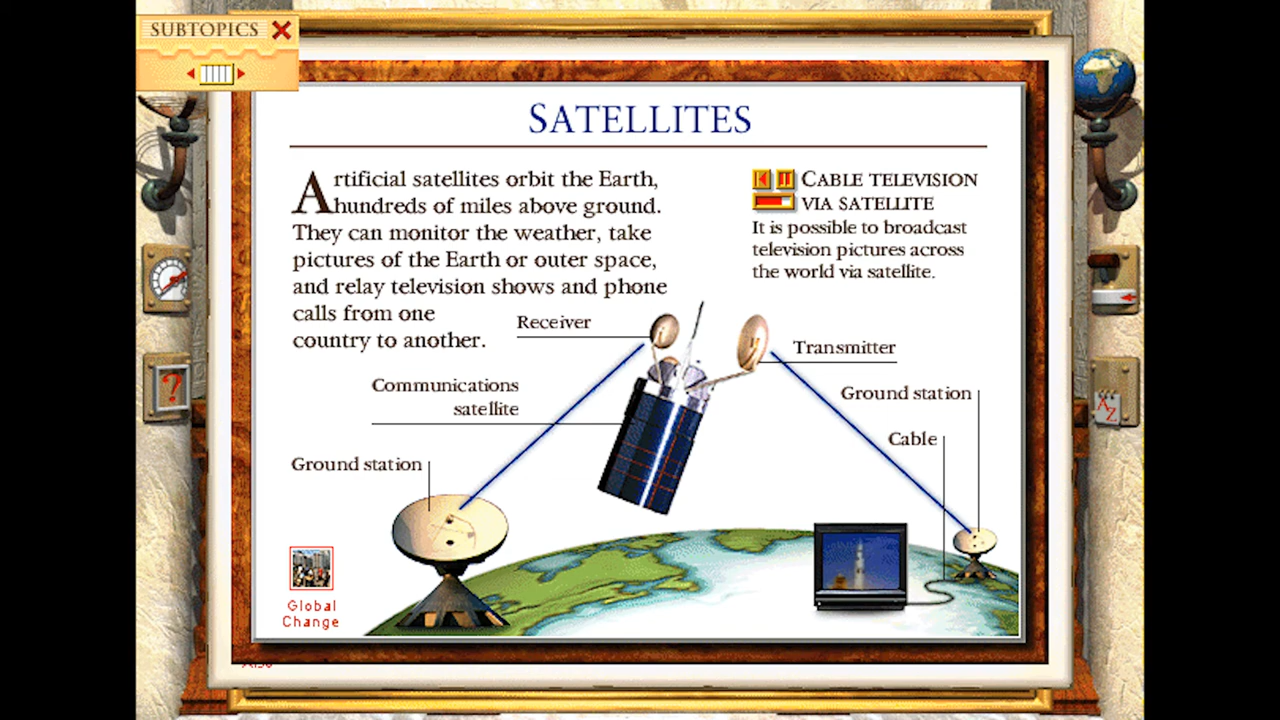 SUBTOPICS
SATELLITES
Artificial satellites orbit the Earth,
hundreds of miles above ground.
They can monitor the weather, take
pictures of the Earth or outer space,
and relay television shows and phone
calls from one
country to another.
CABLE TELEVISION
VIA SATELLITE
It is possible to broadcast
television pictures across
the world via satellite.
Receiver
Transmitter
Communications
satellite
Ground station
Cable
Ground station
Global
Change
?
AZ